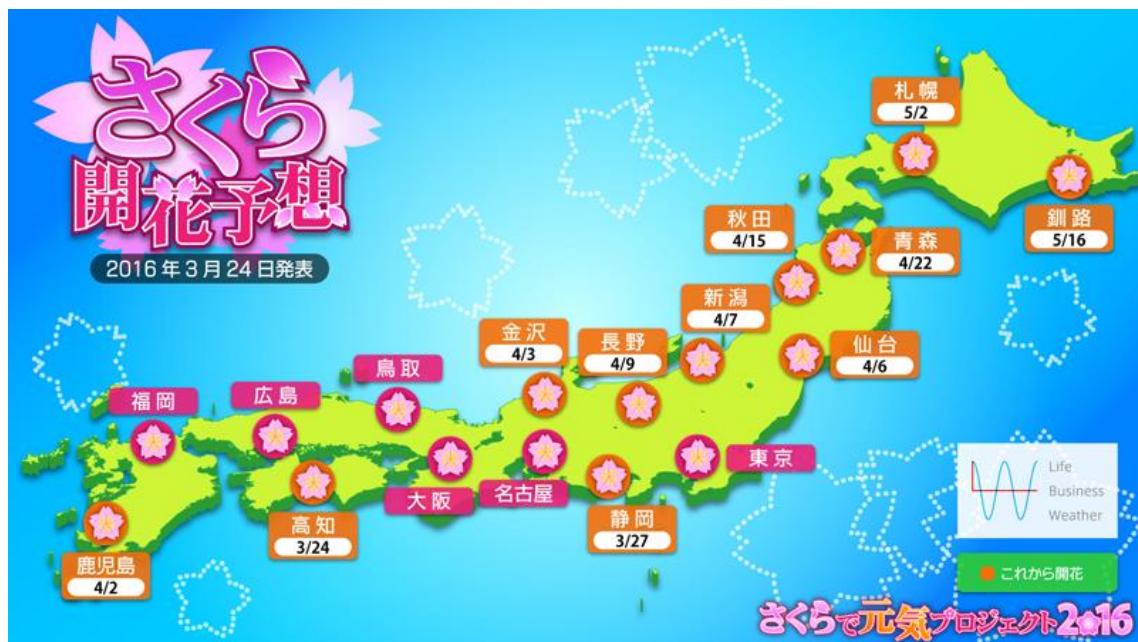 さくら
開花予想
2016年3月24日発表
札幌
5/2
釧路
5/16
秋田
4/15
青森
4/22
新潟
4/7
仙台
4/6
金沢
4/3
長野
4/9
鳥取
広島
福岡
東京
大阪
名古屋
静岡
3/27
高知
3/24
鹿児島
4/2
Life
Business
Weather
これから開花
さくらで元気プロジェクト2016